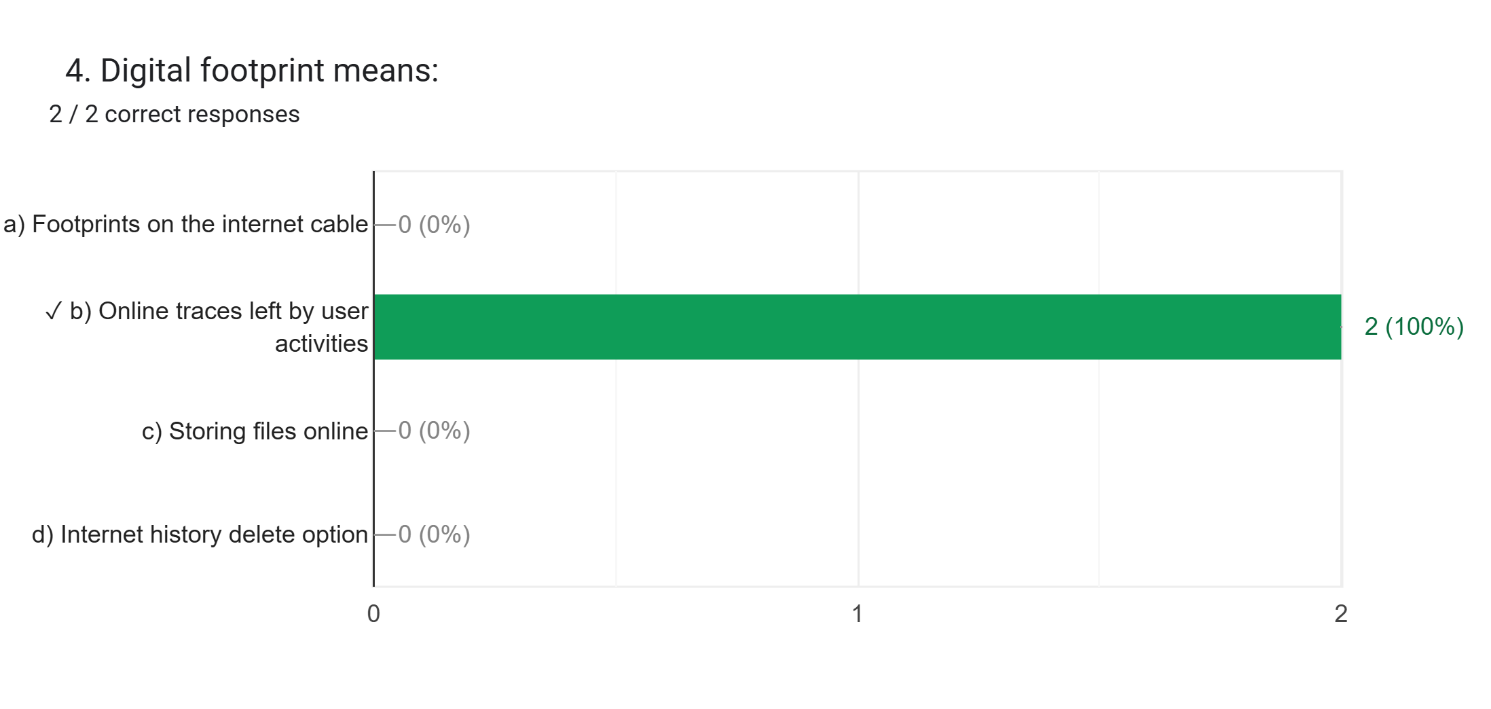 4. Digital footprint means:
2 / 2 correct responses
a) Footprints on the internet cable
0 (0%)
✓ b) Online traces left by user
activities
2 (100%)
c) Storing files online
0 (0%)
d) Internet history delete option
0 (0%)
0
1
2